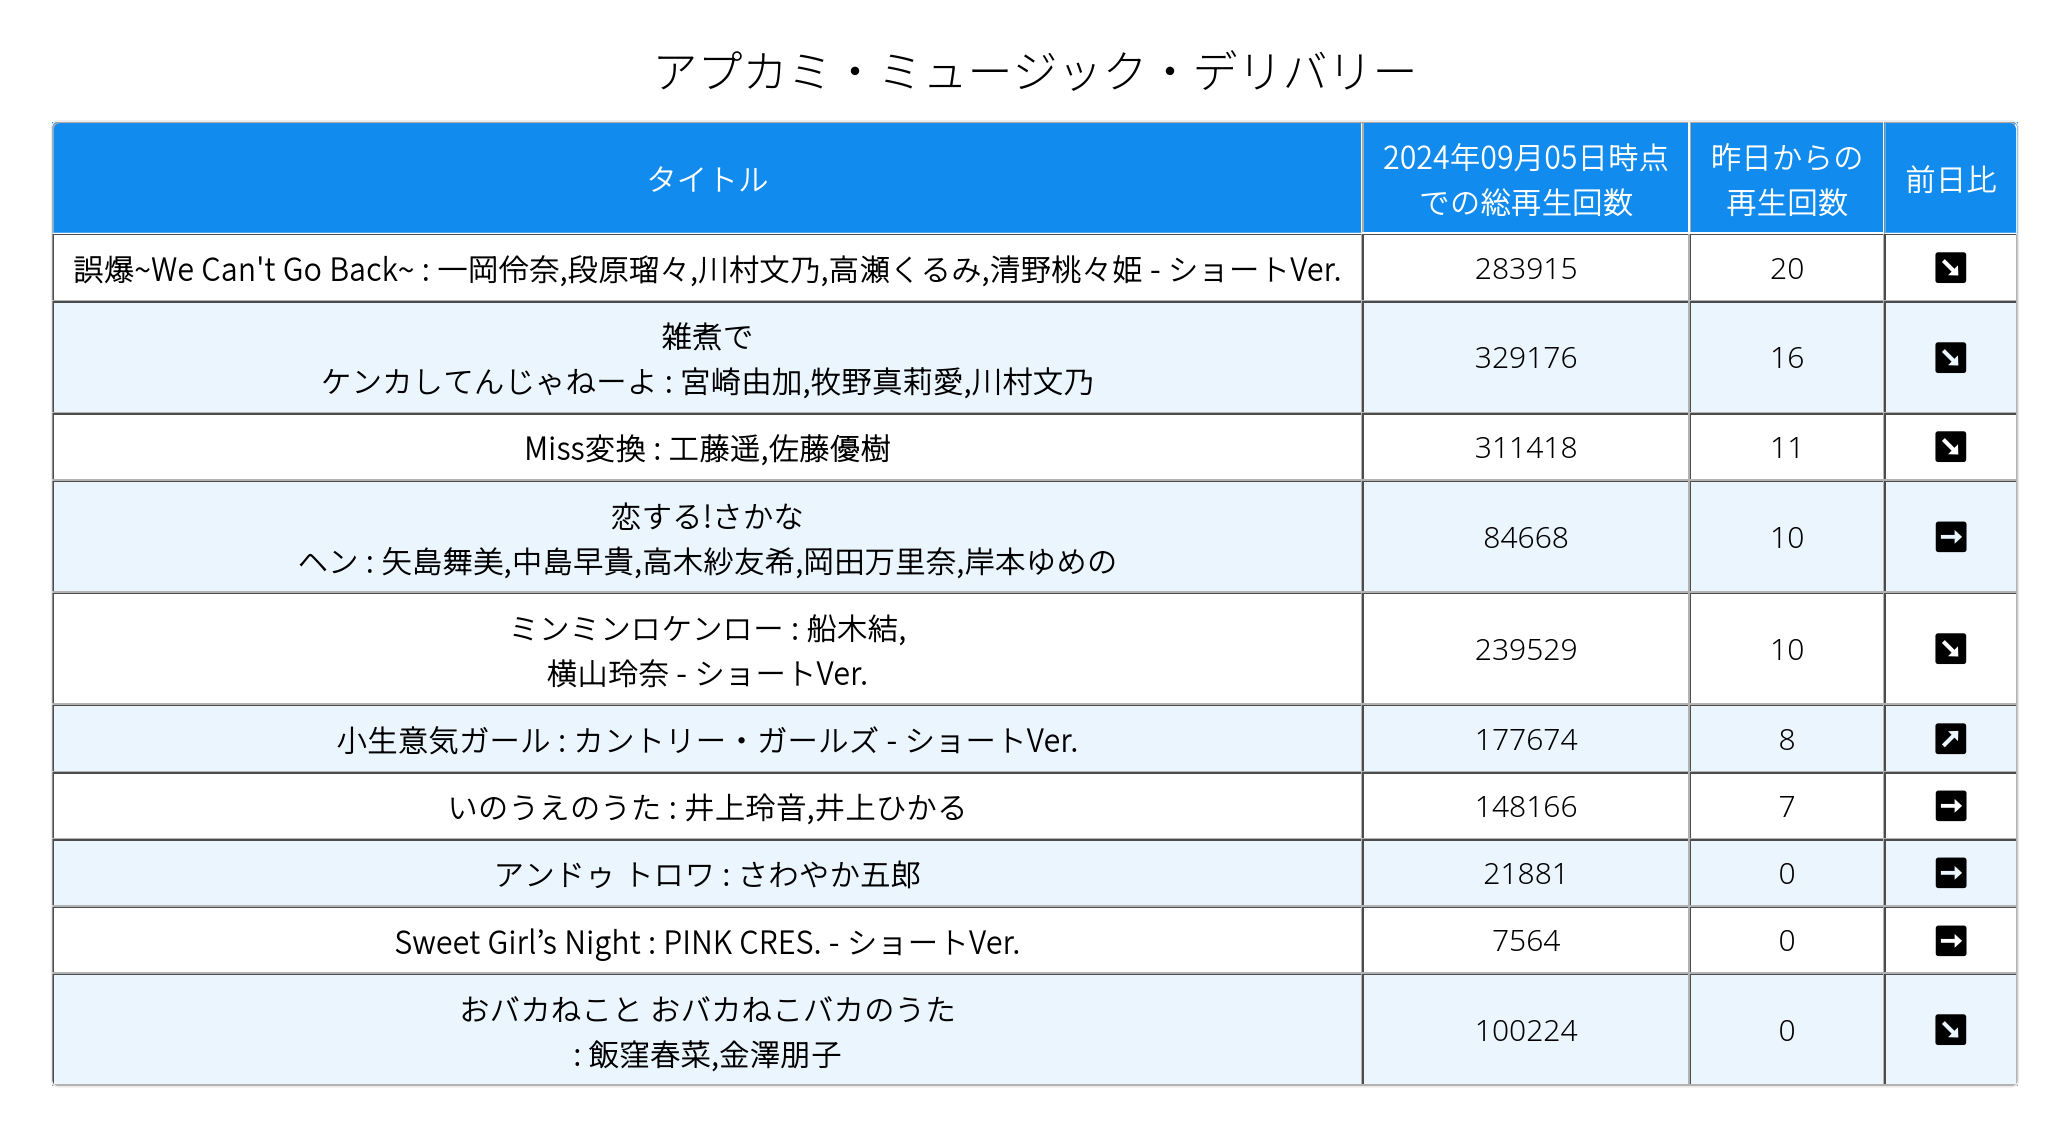 アプカミ・ミュージック・デリバリー
タイトル
2024年09月05日時点
での総再生回数
昨日からの
再生回数
前日比
誤爆~We Can't Go Back~ : 一岡伶奈,段原瑠々,川村文乃,高瀬くるみ,清野桃々姫 - ショートVer.
283915
20
雑煮で
ケンカしてんじゃねーよ : 宮崎由加,牧野真莉愛,川村文乃
329176
16
Miss変換 : 工藤遥,佐藤優樹
311418
11
恋する!さかな
ヘン : 矢島舞美,中島早貴,高木紗友希,岡田万里奈,岸本ゆめの
84668
10
ミンミンロケンロー : 船木結,
横山玲奈 - ショートVer.
239529
10
小生意気ガール : カントリー・ガールズ - ショートVer.
177674
8
いのうえのうた : 井上玲音,井上ひかる
148166
7
アンドゥ トロワ : さわやか五郎
21881
0
Sweet Girl’s Night : PINK CRES. - ショートVer.
7564
0
おバカねこと おバカねこバカのうた
: 飯窪春菜,金澤朋子
100224
0